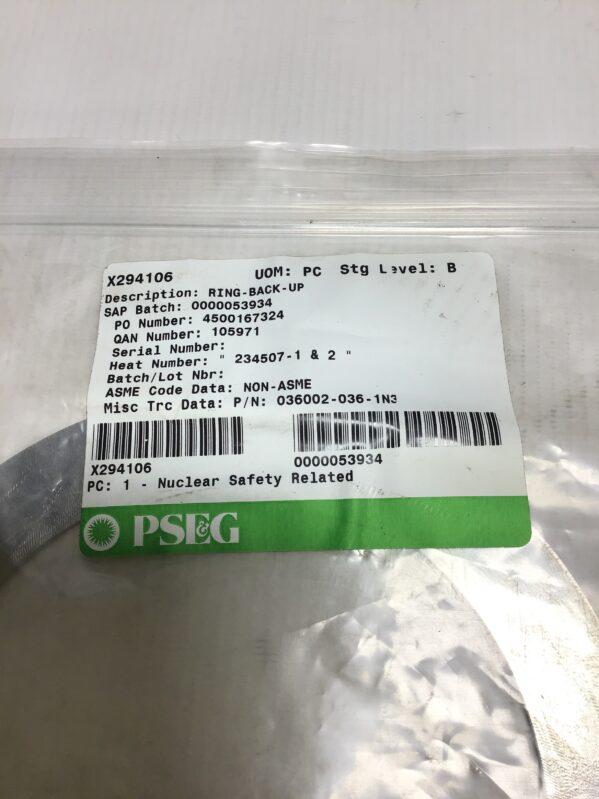 X294106 UOM: PC Stg Level: B
Description: RING-BACK-UP
SAP Batch: 0000053934
PO Number: 4500167324
QAN Number: 105971
Serial Number:
Heat Number: " 234507-1 & 2 "
Batch/Lot Nbr:
ASME Code Data: NON-ASME
Misc Trc Data: P/N: 036002-036-1N3
X294106 0000053934
PC: 1 - Nuclear Safety Related
PSE&G